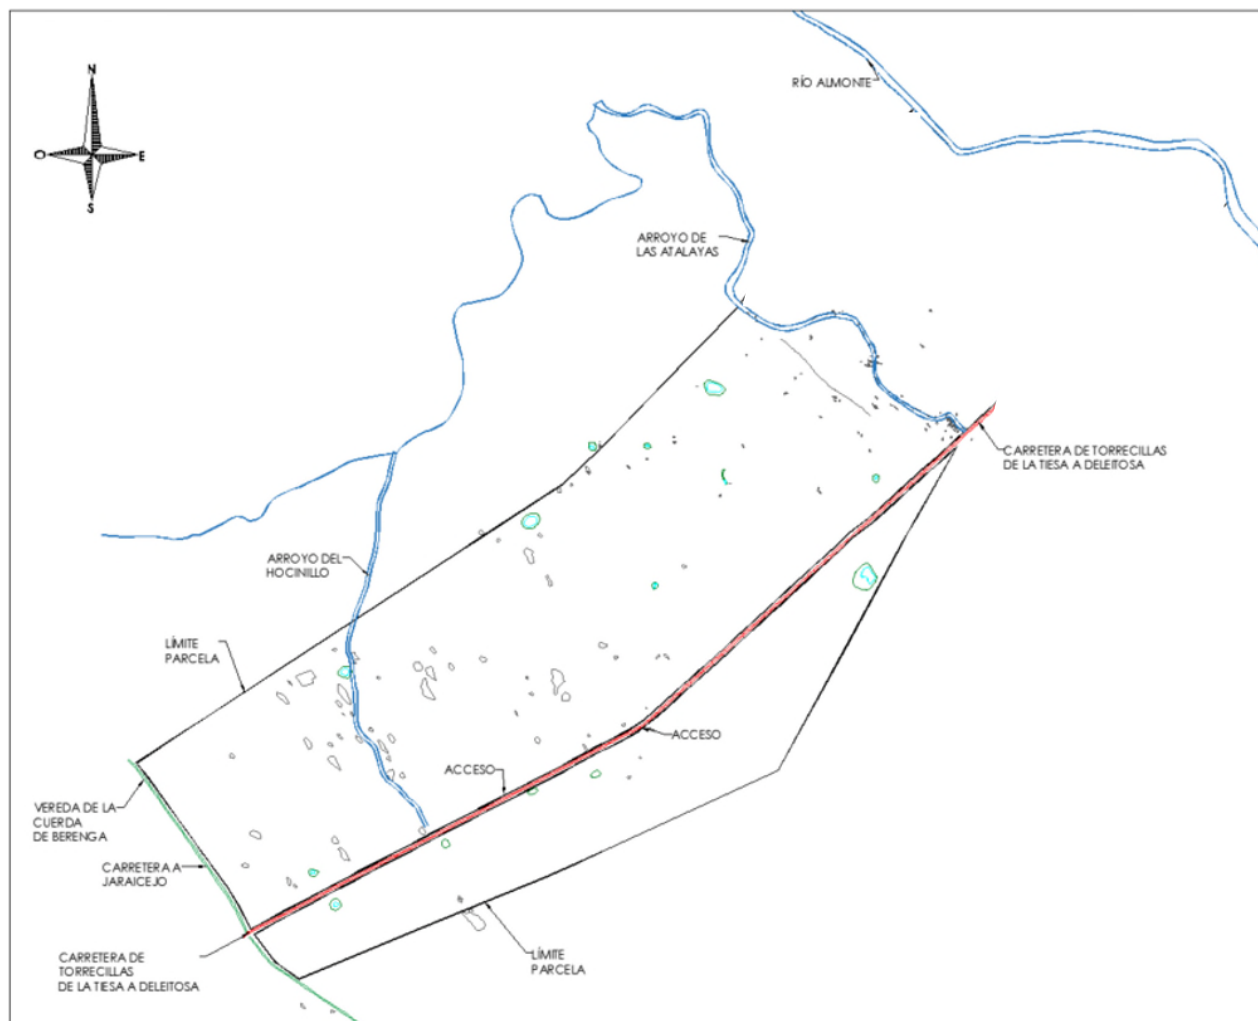 N
O
E
S
RÍO ALMONTE
ARROYO DE
LAS ATALAYAS
CARRETERA DE TORRECILLAS
DE LA TIESA A DELEITOSA
ARROYO DEL
HOCINILLO
LÍMITE
PARCELA
ACCESO
ACCESO
VEREDA DE LA
CUERDA
DE BERENGA
CARRETERA A
JARAICEJO
CARRETERA DE
TORRECILLAS
DE LA TIESA A DELEITOSA
LÍMITE
PARCELA